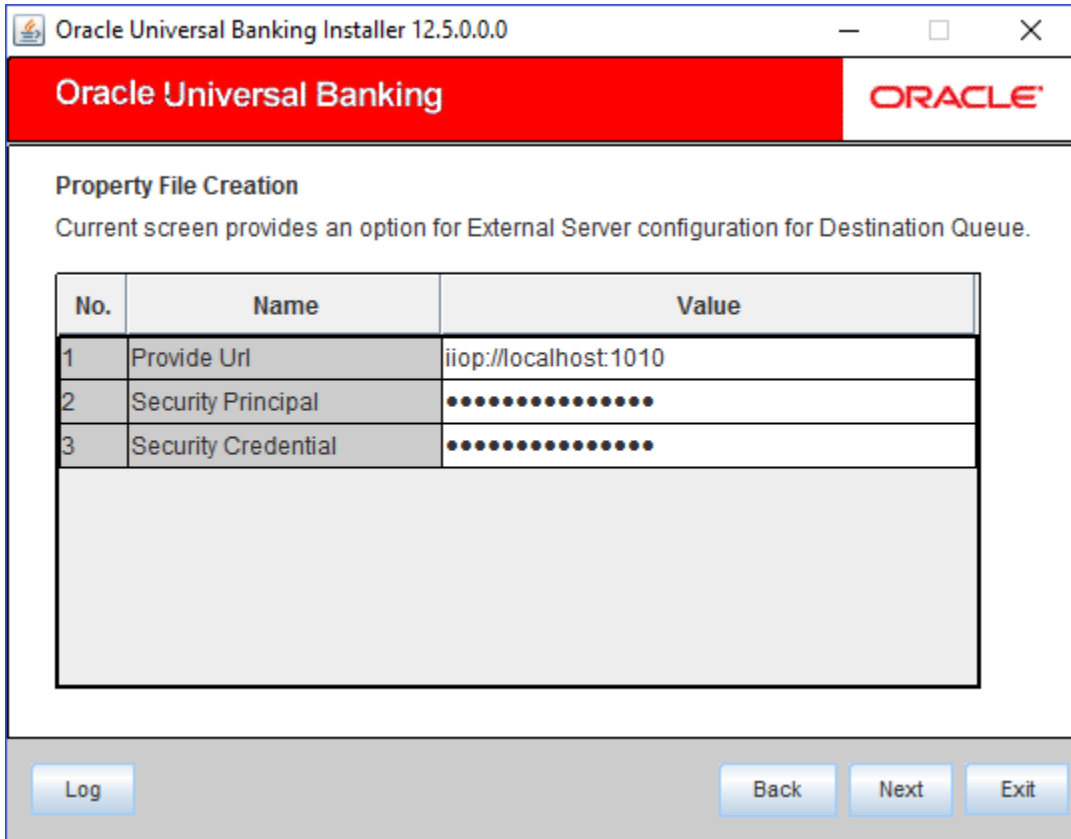 Oracle Universal Banking Installer 12.5.0.0.0
Oracle Universal Banking
ORACLE
Property File Creation
Current screen provides an option for External Server configuration for Destination Queue.
No. Name Value
1 Provide Url iiop://localhost:1010
2 Security Principal •••••••••••••••
3 Security Credential •••••••••••••••
Log Back Next Exit